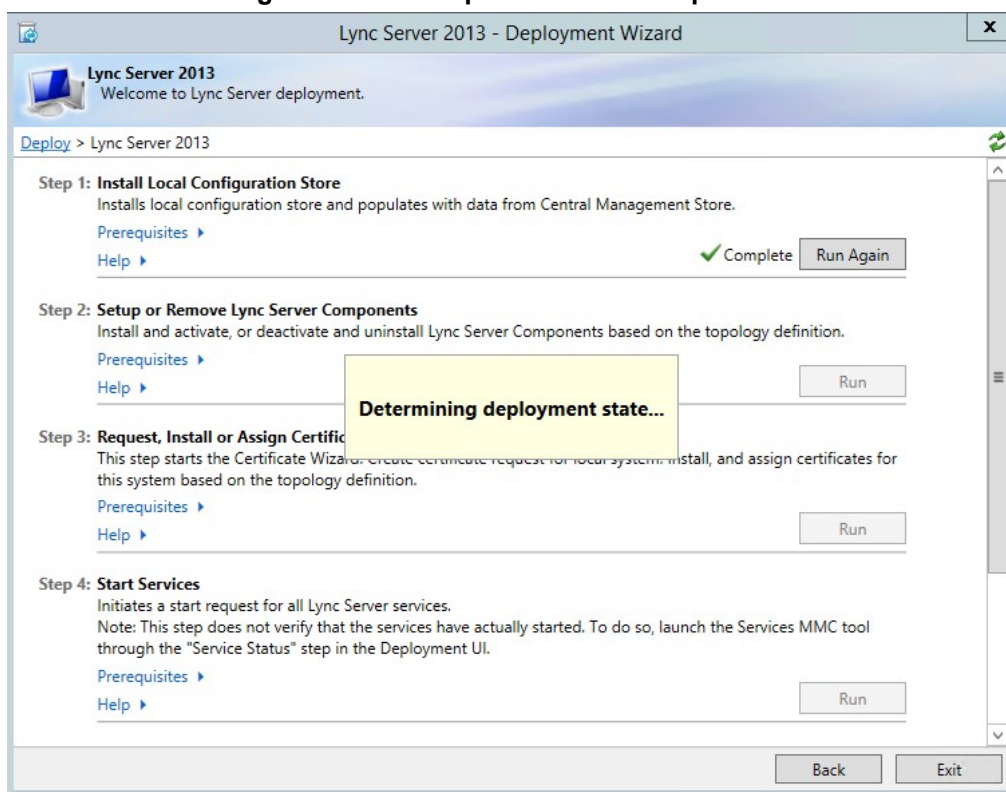 Lync Server 2013 - Deployment Wizard
x
Lync Server 2013
Welcome to Lync Server deployment.
Deploy > Lync Server 2013
Step 1: Install Local Configuration Store
Installs local configuration store and populates with data from Central Management Store.
Prerequisites
Help
Complete Run Again
Step 2: Setup or Remove Lync Server Components
Install and activate, or deactivate and uninstall Lync Server Components based on the topology definition.
Prerequisites
Help
Run
Determining deployment state...
Step 3: Request, Install or Assign Certific
This step starts the Certificate Wizard. Create certificate request for local system. Install, and assign certificates for
this system based on the topology definition.
Prerequisites
Help
Run
Step 4: Start Services
Initiates a start request for all Lync Server services.
Note: This step does not verify that the services have actually started. To do so, launch the Services MMC tool
through the "Service Status" step in the Deployment UI.
Prerequisites
Help
Run
Back Exit